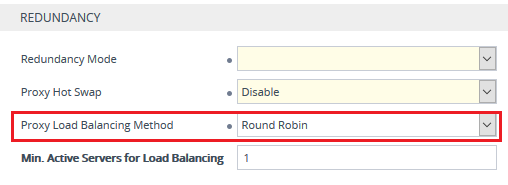 REDUNDANCY
Redundancy Mode
Proxy Hot Swap Disable
Proxy Load Balancing Method Round Robin
Min. Active Servers for Load Balancing 1